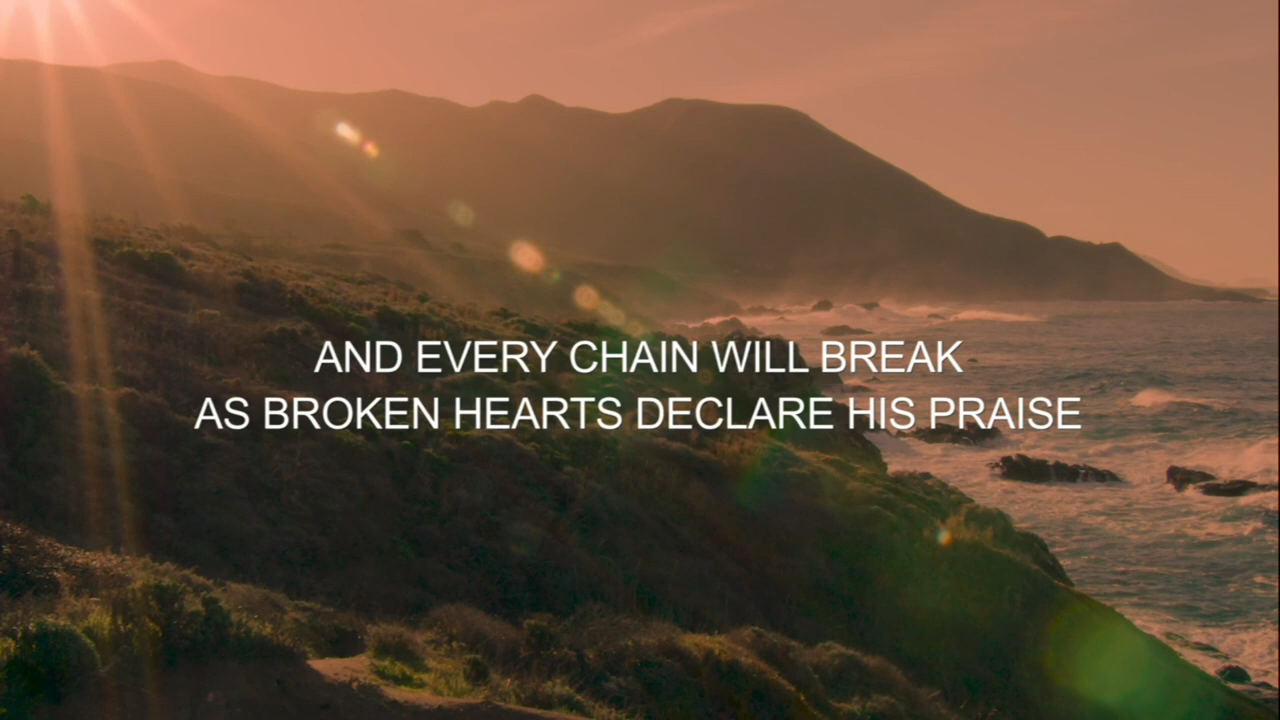 AND EVERY CHAIN WILL BREAK
AS BROKEN HEARTS DECLARE HIS PRAISE